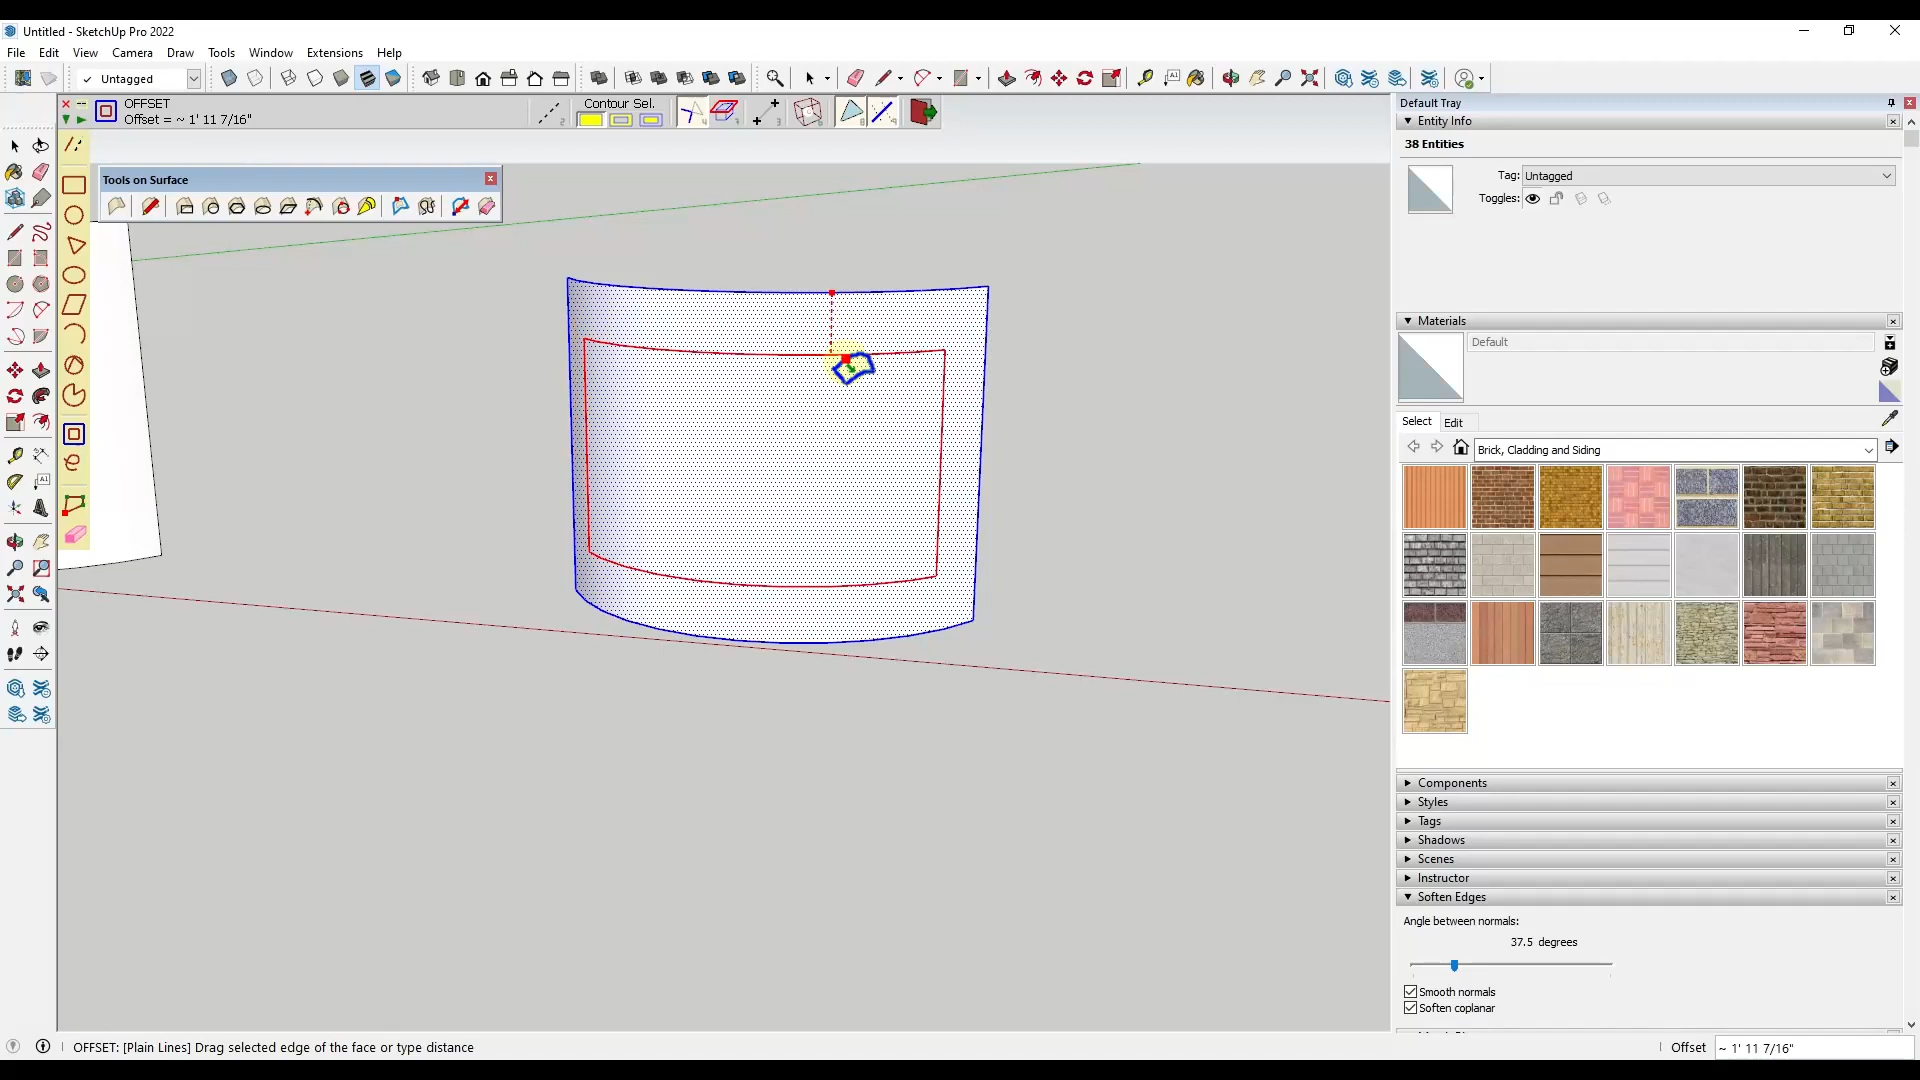 Untitled - SketchUp Pro 2022
File Edit View Camera Draw Tools Window Extensions Help
Untagged
OFFSET
Offset = ~ 1' 11 7/16"
Contour Sel.
Tools on Surface
Default Tray
Entity Info
38 Entities
Tag: Untagged
Toggles:
Materials
Default
Select Edit
Brick, Cladding and Siding
Components
Styles
Tags
Shadows
Scenes
Instructor
Soften Edges
Angle between normals:
37.5 degrees
Smooth normals
Soften coplanar
OFFSET: [Plain Lines] Drag selected edge of the face or type distance
Offset ~ 1' 11 7/16"